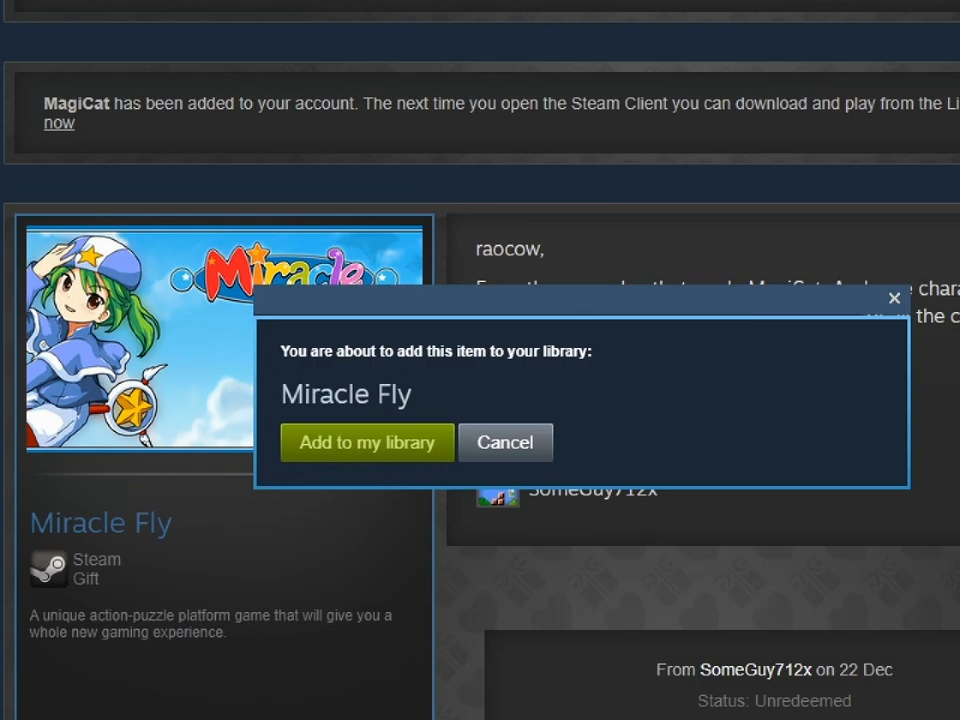 MagiCat has been added to your account. The next time you open the Steam Client you can download and play from the
now
Miracle
raocow,
MagiCat
chara
the c
You are about to add this item to your library:
Miracle Fly
Add to my library
Cancel
SomeGuy712x
Miracle Fly
Steam
Gift
A unique action-puzzle platform game that will give you a
whole new gaming experience.
From SomeGuy712x on 22 Dec
Status: Unredeemed